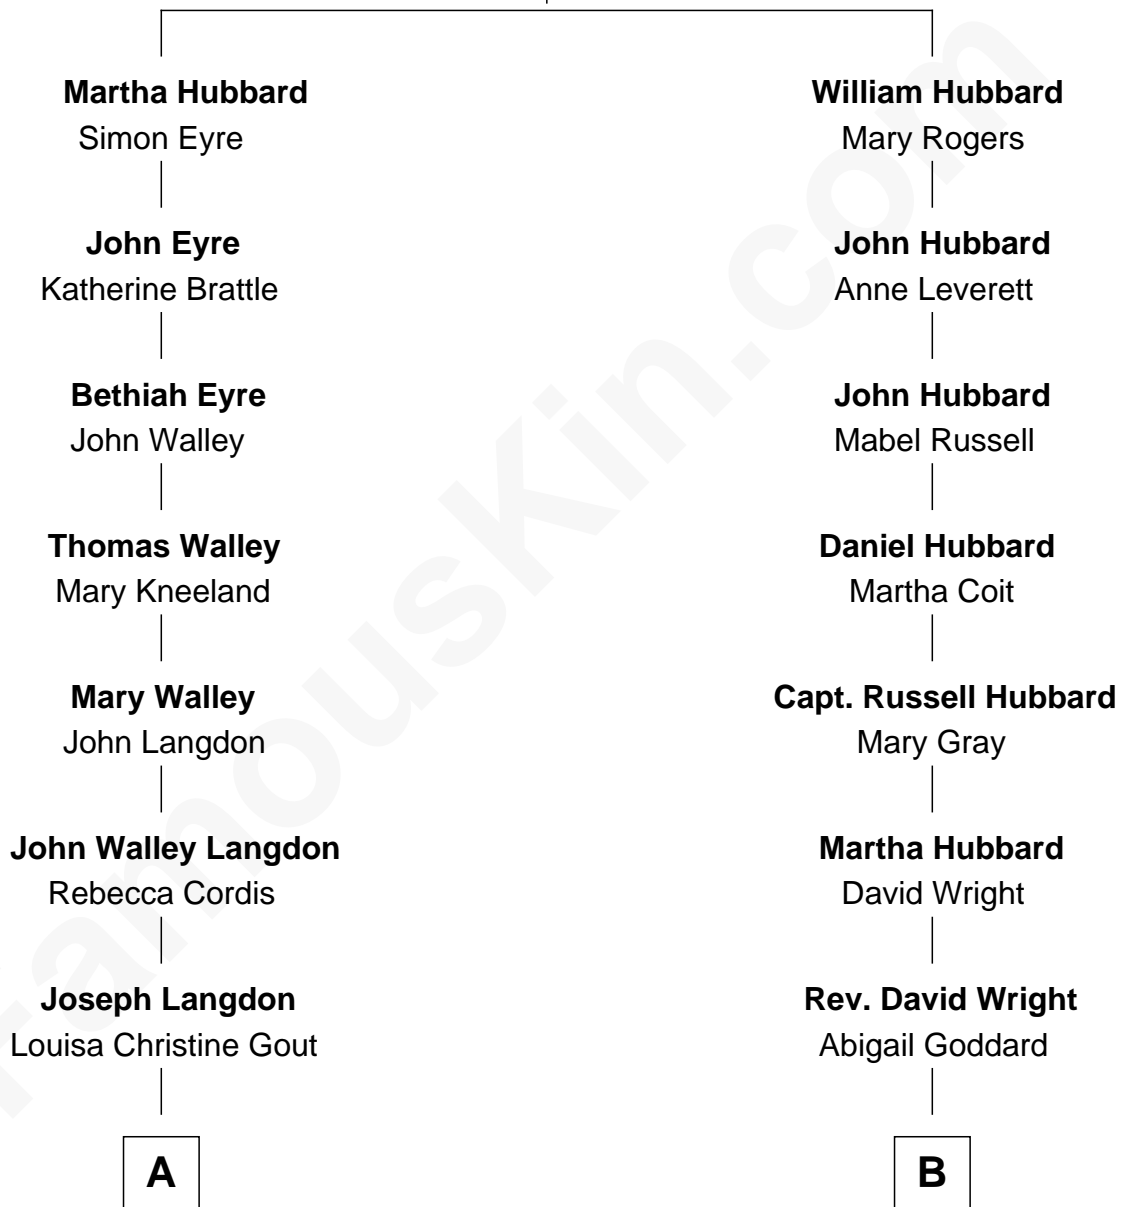 Martha Hubbard
Simon Eyre
John Eyre
Katherine Brattle
Bethiah Eyre
John Walley
Thomas Walley
Mary Kneeland
Mary Walley
John Langdon
John Walley Langdon
Rebecca Cordis
Joseph Langdon
Louisa Christine Gout
A
William Hubbard
Mary Rogers
John Hubbard
Anne Leverett
John Hubbard
Mabel Russell
Daniel Hubbard
Martha Coit
Capt. Russell Hubbard
Mary Gray
Martha Hubbard
David Wright
Rev. David Wright
Abigail Goddard
B
FamousKin.com